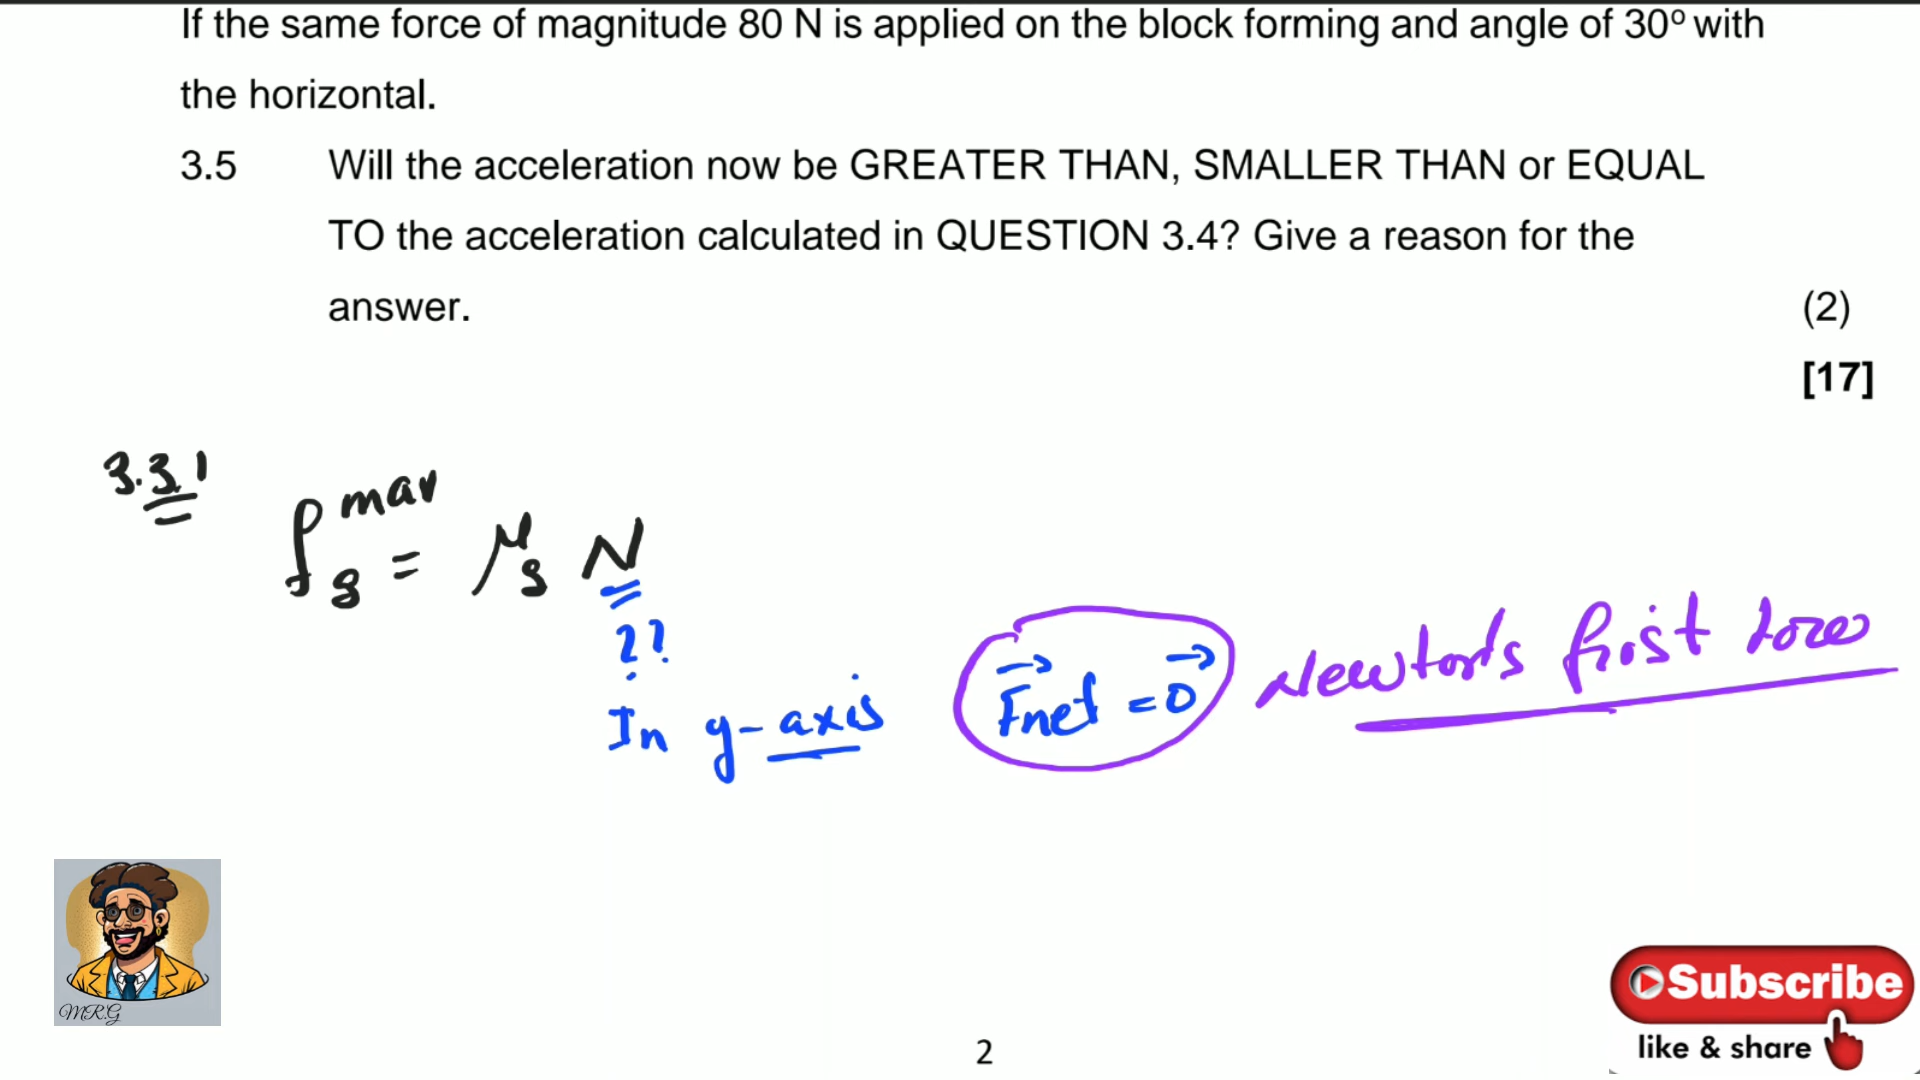 If the same force of magnitude 80 N is applied on the block forming and angle of 30º with
the horizontal.
3.5 Will the acceleration now be GREATER THAN, SMALLER THAN or EQUAL
TO the acceleration calculated in QUESTION 3.4? Give a reason for the
answer. (2)
[17]
3.3.1
fs max = μs N
??
In y-axis Fnet = 0 Newton's first
MR.G
Subscribe
like & share
2